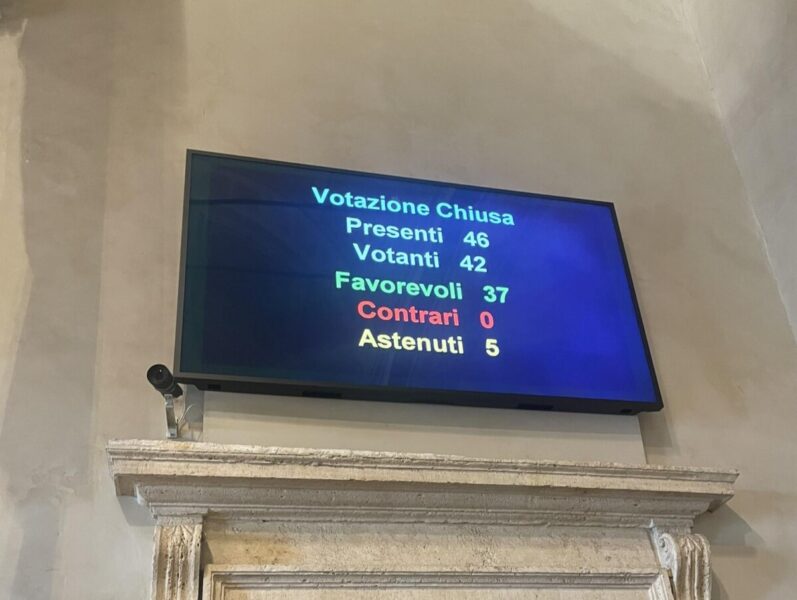 Votazione Chiusa
Presenti 46
Votanti 42
Favorevoli 37
Contrari 0
Astenuti 5